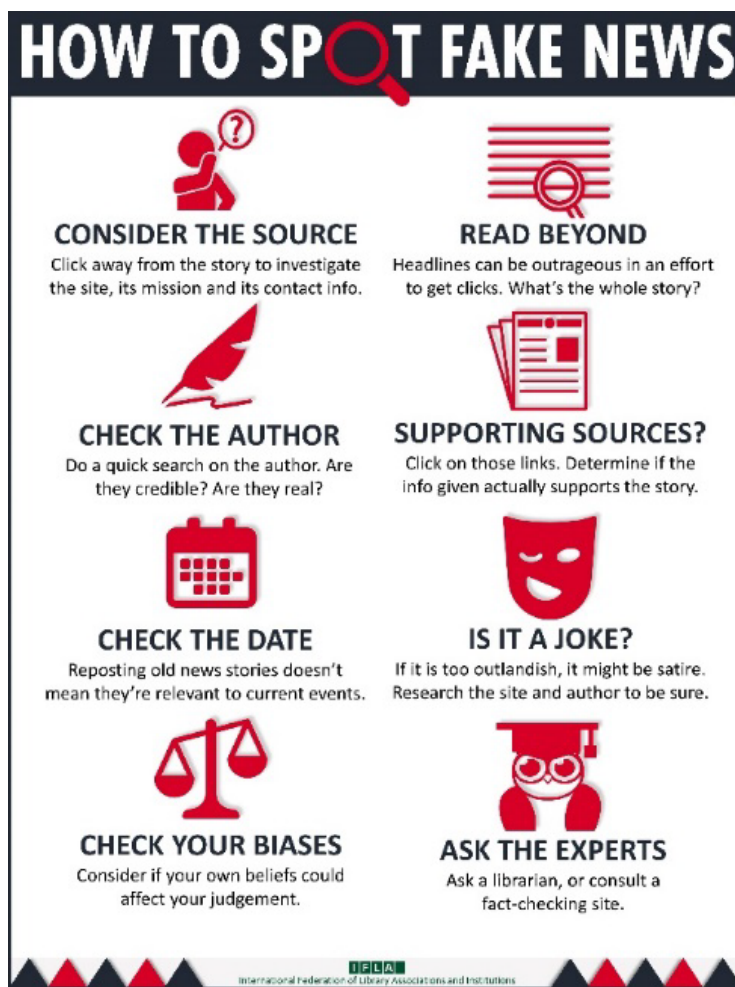 HOW TO SPOT FAKE NEWS
?
CONSIDER THE SOURCE
Click away from the story to investigate
the site, its mission and its contact info.
READ BEYOND
Headlines can be outrageous in an effort
to get clicks. What's the whole story?
CHECK THE AUTHOR
Do a quick search on the author. Are
they credible? Are they real?
SUPPORTING SOURCES?
Click on those links. Determine if the
info given actually supports the story.
CHECK THE DATE
Reposting old news stories doesn't
mean they're relevant to current events.
IS IT A JOKE?
If it is too outlandish, it might be satire.
Research the site and author to be sure.
CHECK YOUR BIASES
Consider if your own beliefs could
affect your judgement.
ASK THE EXPERTS
Ask a librarian, or consult a
fact-checking site.
IFLA
International Federation of Library Associations and Institutions